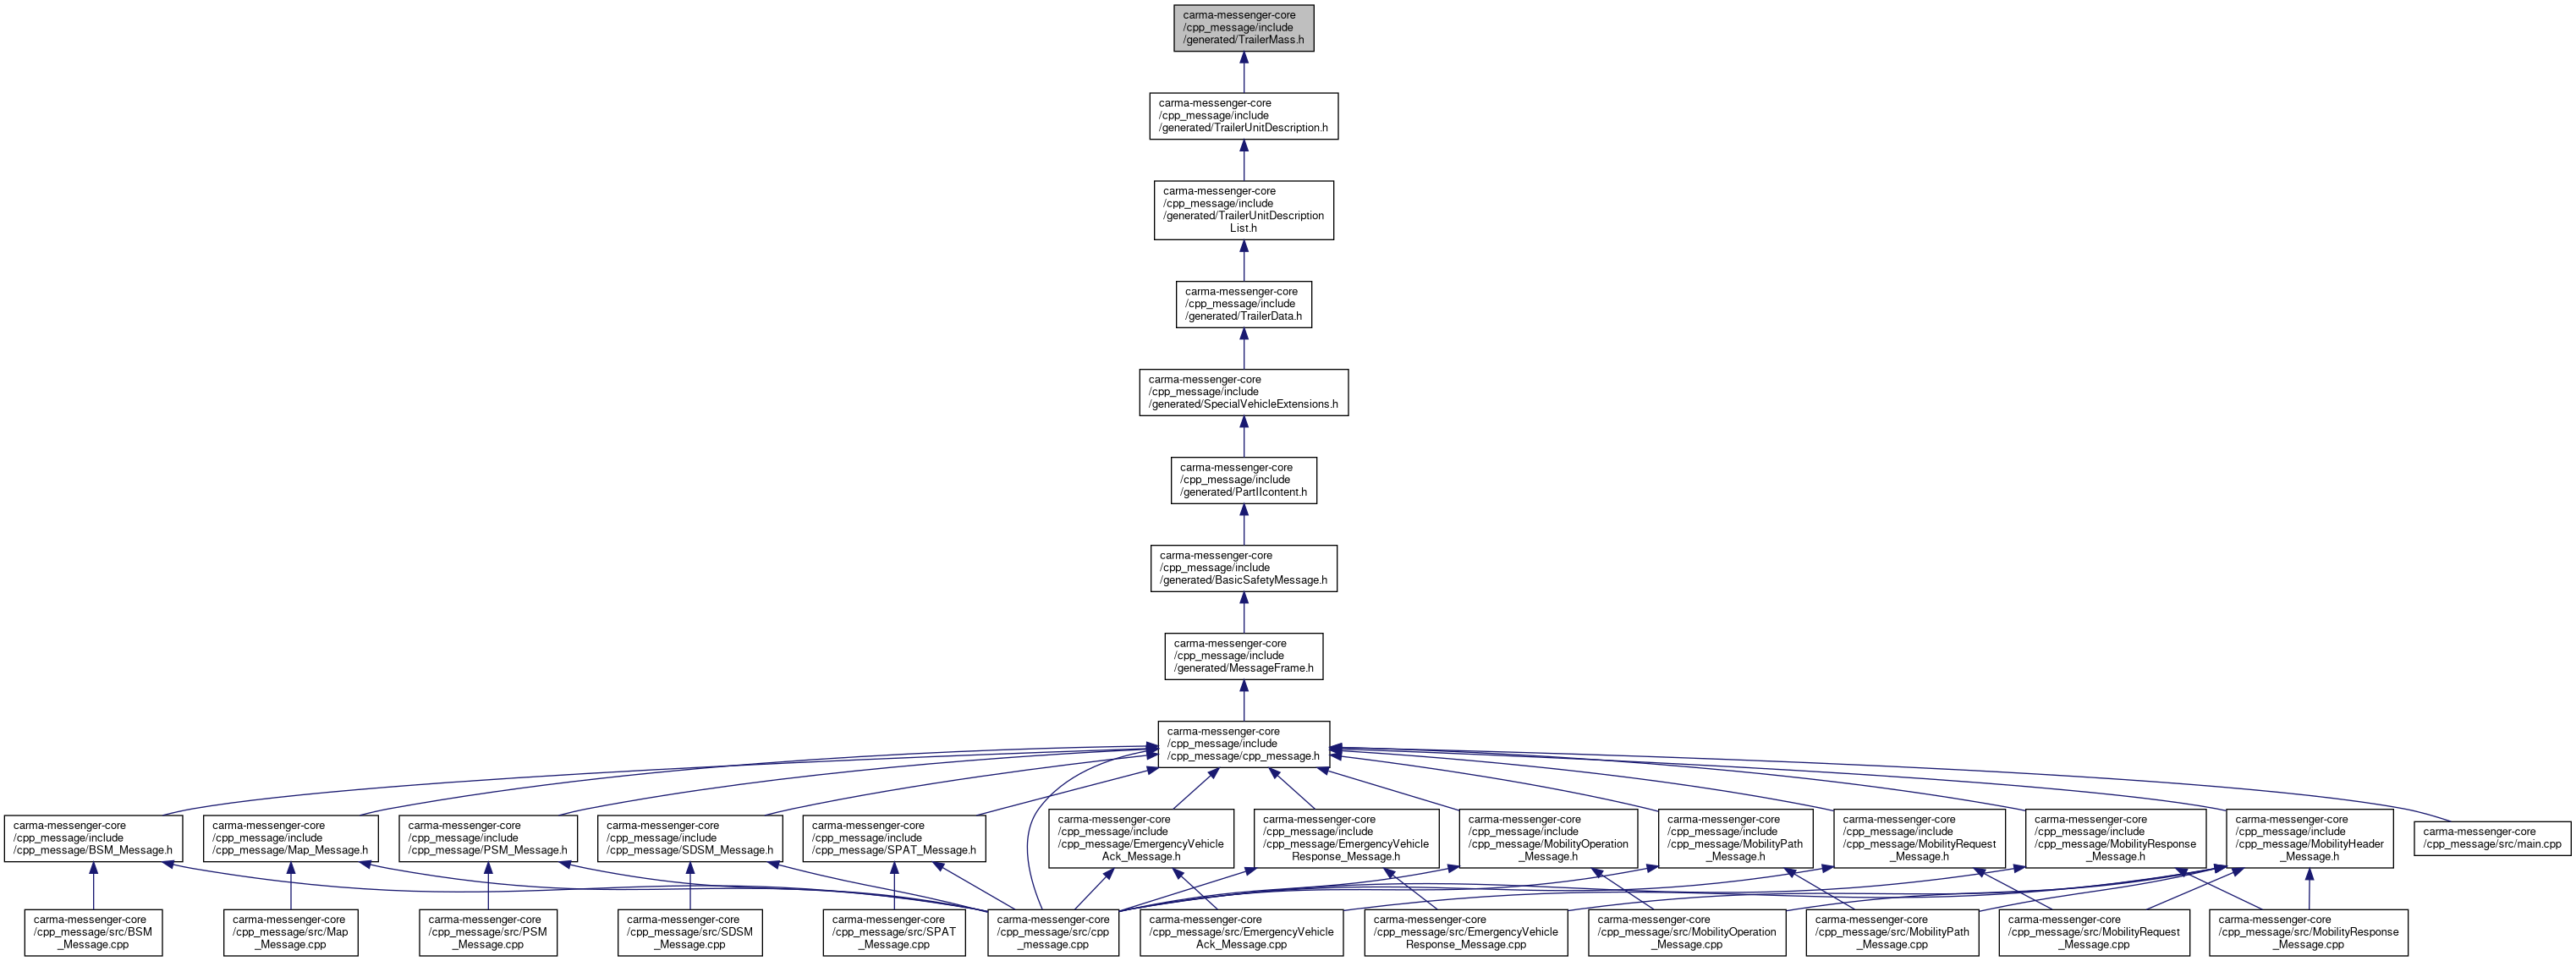 carma-messenger-core
/cpp_message/include
/generated/TrailerMass.h
carma-messenger-core
/cpp_message/include
/generated/TrailerUnitDescription.h
carma-messenger-core
/cpp_message/include
/generated/TrailerUnitDescription
List.h
carma-messenger-core
/cpp_message/include
/generated/TrailerData.h
carma-messenger-core
/cpp_message/include
/generated/SpecialVehicleExtensions.h
carma-messenger-core
/cpp_message/include
/generated/PartIIcontent.h
carma-messenger-core
/cpp_message/include
/generated/BasicSafetyMessage.h
carma-messenger-core
/cpp_message/include
/generated/MessageFrame.h
carma-messenger-core
/cpp_message/include
/cpp_message/cpp_message.h
carma-messenger-core
/cpp_message/include
/cpp_message/BSM_Message.h
carma-messenger-core
/cpp_message/include
/cpp_message/Map_Message.h
carma-messenger-core
/cpp_message/include
/cpp_message/PSM_Message.h
carma-messenger-core
/cpp_message/include
/cpp_message/SDSM_Message.h
carma-messenger-core
/cpp_message/include
/cpp_message/SPAT_Message.h
carma-messenger-core
/cpp_message/include
/cpp_message/EmergencyVehicle
Ack_Message.h
carma-messenger-core
/cpp_message/include
/cpp_message/EmergencyVehicle
Response_Message.h
carma-messenger-core
/cpp_message/include
/cpp_message/MobilityOperation
_Message.h
carma-messenger-core
/cpp_message/include
/cpp_message/MobilityPath
_Message.h
carma-messenger-core
/cpp_message/include
/cpp_message/MobilityRequest
_Message.h
carma-messenger-core
/cpp_message/include
/cpp_message/MobilityResponse
_Message.h
carma-messenger-core
/cpp_message/include
/cpp_message/MobilityHeader
_Message.h
carma-messenger-core
/cpp_message/src/main.cpp
carma-messenger-core
/cpp_message/src/BSM
_Message.cpp
carma-messenger-core
/cpp_message/src/Map
_Message.cpp
carma-messenger-core
/cpp_message/src/PSM
_Message.cpp
carma-messenger-core
/cpp_message/src/SDSM
_Message.cpp
carma-messenger-core
/cpp_message/src/SPAT
_Message.cpp
carma-messenger-core
/cpp_message/src/cpp
_message.cpp
carma-messenger-core
/cpp_message/src/EmergencyVehicle
Ack_Message.cpp
carma-messenger-core
/cpp_message/src/EmergencyVehicle
Response_Message.cpp
carma-messenger-core
/cpp_message/src/MobilityOperation
_Message.cpp
carma-messenger-core
/cpp_message/src/MobilityPath
_Message.cpp
carma-messenger-core
/cpp_message/src/MobilityRequest
_Message.cpp
carma-messenger-core
/cpp_message/src/MobilityResponse
_Message.cpp